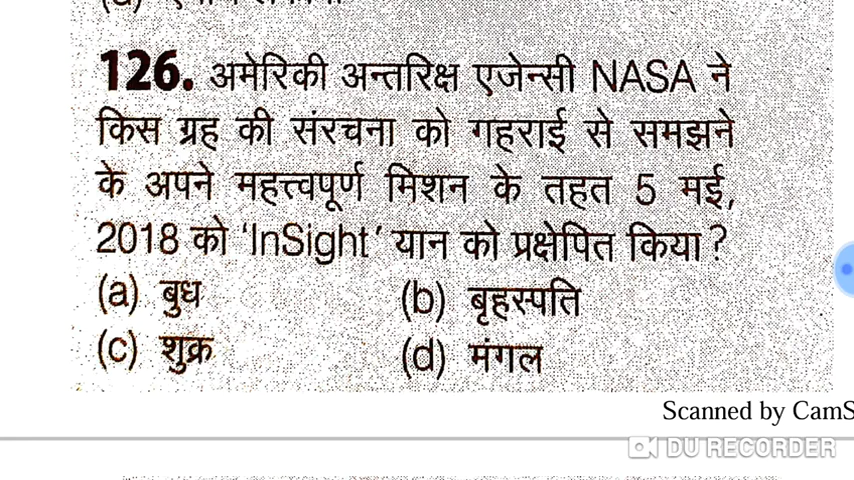 126. अमेरिकी अन्तरिक्ष एजेन्सी NASA ने
किस ग्रह की संरचना को गहराई से समझने
के अपने महत्त्वपूर्ण मिशन के तहत 5 मई,
2018 को ‘InSight’ यान को प्रक्षेपित किया?
(a) बुध (b) बृहस्पति
(c) शुक्र (d) मंगल
Scanned by CamS
DU RECORDER